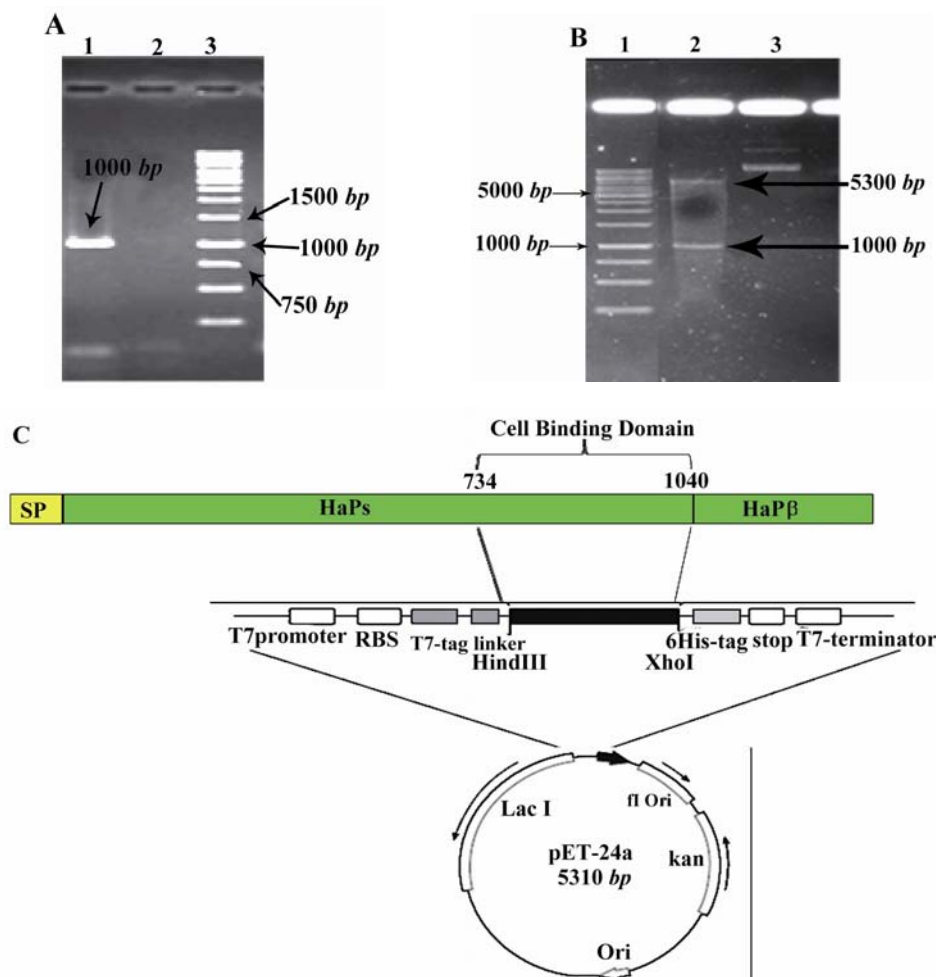 A
1 2 3
1000 bp
1500 bp
1000 bp
750 bp
B
1 2 3
5000 bp
5300 bp
1000 bp
1000 bp
C
Cell Binding Domain
734 1040
SP HaPs HaPβ
T7promoter RBS T7-tag linker 6His-tag stop T7-terminator
HindIII XhoI
Lac I
fl Ori
pET-24a
kan
5310 bp
Ori